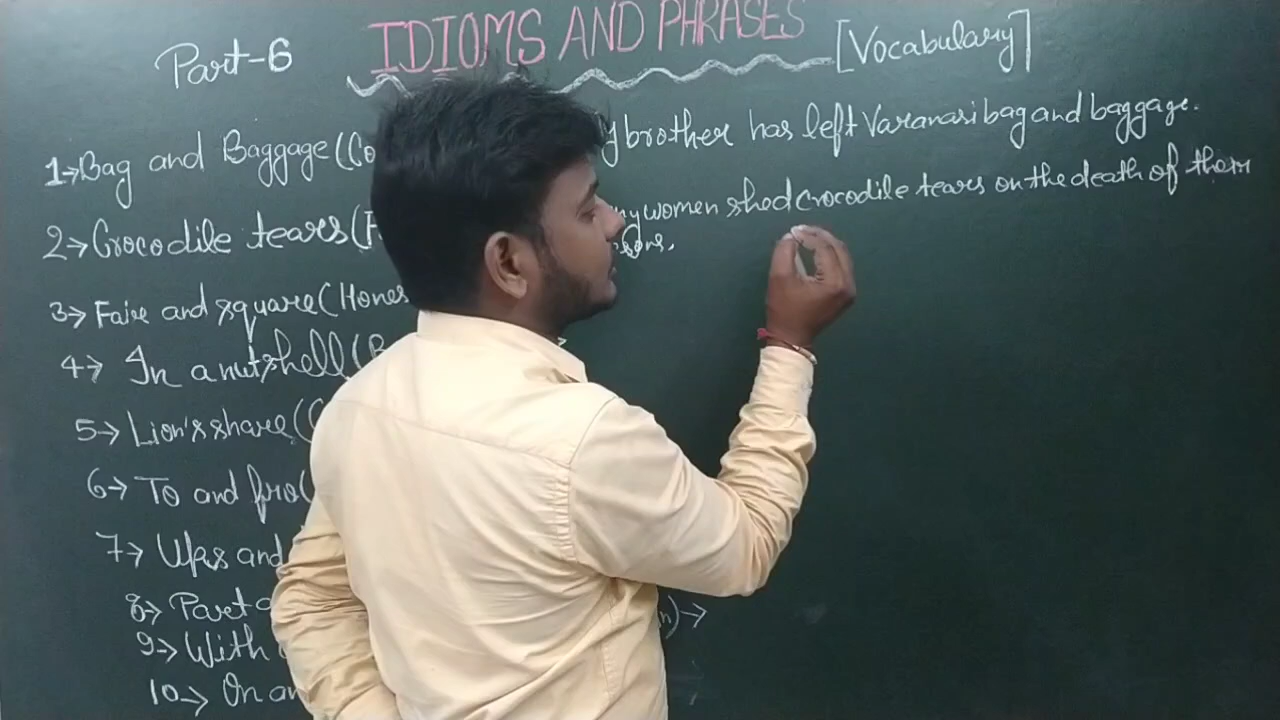 Part-6 IDIOMS AND PHRASES [Vocabulary]
1→Bag and Baggage(Co brother has left Varanasi bag and baggage.
2→Crocodile tears( women shed crocodile tears on the death of
3→Fair and square(Hones
4→ In a nutshell(
5→Lion's share(
6→To and fro(
7→Ups and
8→Part
9→With
10→On an